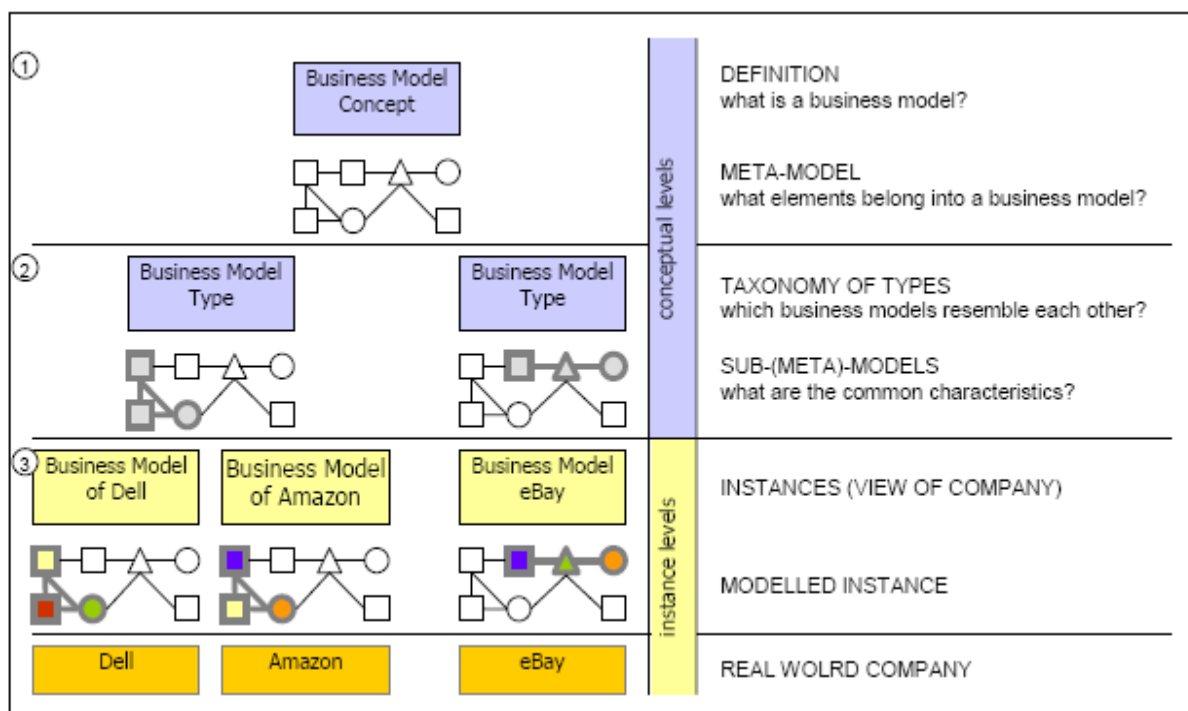 1
Business Model
Concept
DEFINITION
what is a business model?
META-MODEL
what elements belong into a business model?
conceptual levels
2
Business Model
Type
Business Model
Type
TAXONOMY OF TYPES
which business models resemble each other?
SUB-(META)-MODELS
what are the common characteristics?
3
Business Model
of Dell
Business Model
of Amazon
Business Model
eBay
INSTANCES (VIEW OF COMPANY)
instance levels
MODELLED INSTANCE
Dell
Amazon
eBay
REAL WOLRD COMPANY